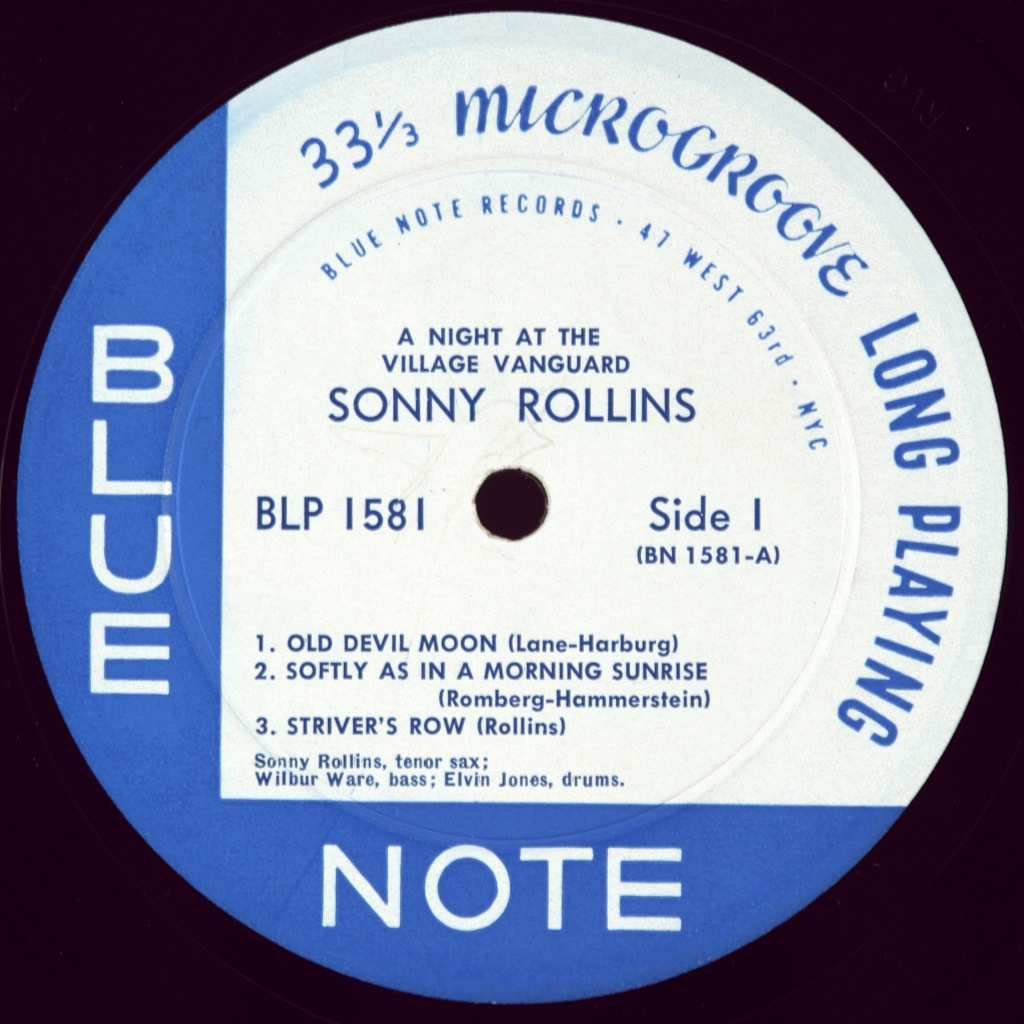 33⅓ MICROGROOVE LONG PLAYING
BLUE NOTE RECORDS · 47 WEST 63rd · NYC
A NIGHT AT THE
VILLAGE VANGUARD
SONNY ROLLINS
BLP 1581
Side 1
(BN 1581-A)
1. OLD DEVIL MOON (Lane-Harburg)
2. SOFTLY AS IN A MORNING SUNRISE
(Romberg-Hammerstein)
3. STRIVER'S ROW (Rollins)
Sonny Rollins, tenor sax;
Wilbur Ware, bass; Elvin Jones, drums.
BLUE
NOTE